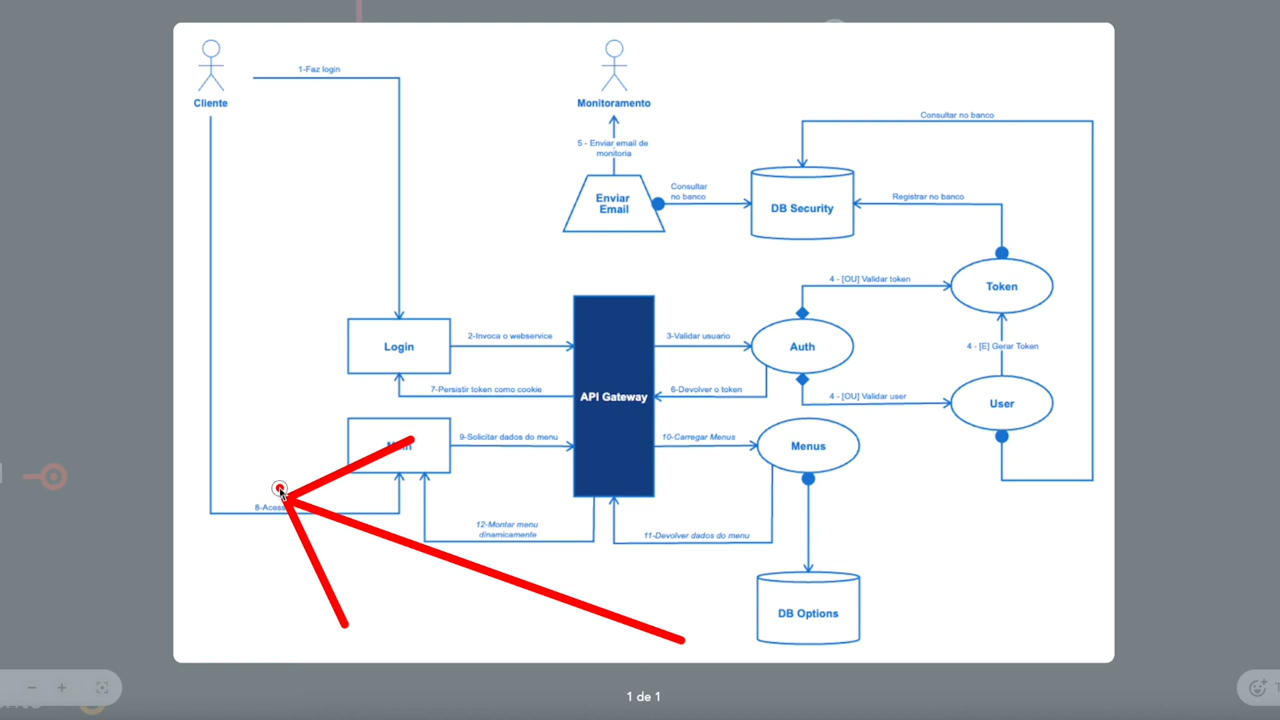 1-Faz login
Cliente
Monitoramento
Consultar no banco
5 - Enviar email de
monitoria
Consultar
no banco
Enviar
Email
DB Security
Registrar no banco
4 - [OU] Validar token
Token
2-Invoca o webservice
3-Validar usuario
Login
Auth
4 - [E] Gerar Token
7-Persistir token como cookie
6-Devolver o token
4 - [OU] Validar user
API Gateway
User
9-Solicitar dados do menu
10-Carregar Menus
Menus
12-Montar menu
dinamicamente
11-Devolver dados do menu
DB Options
1 de 1